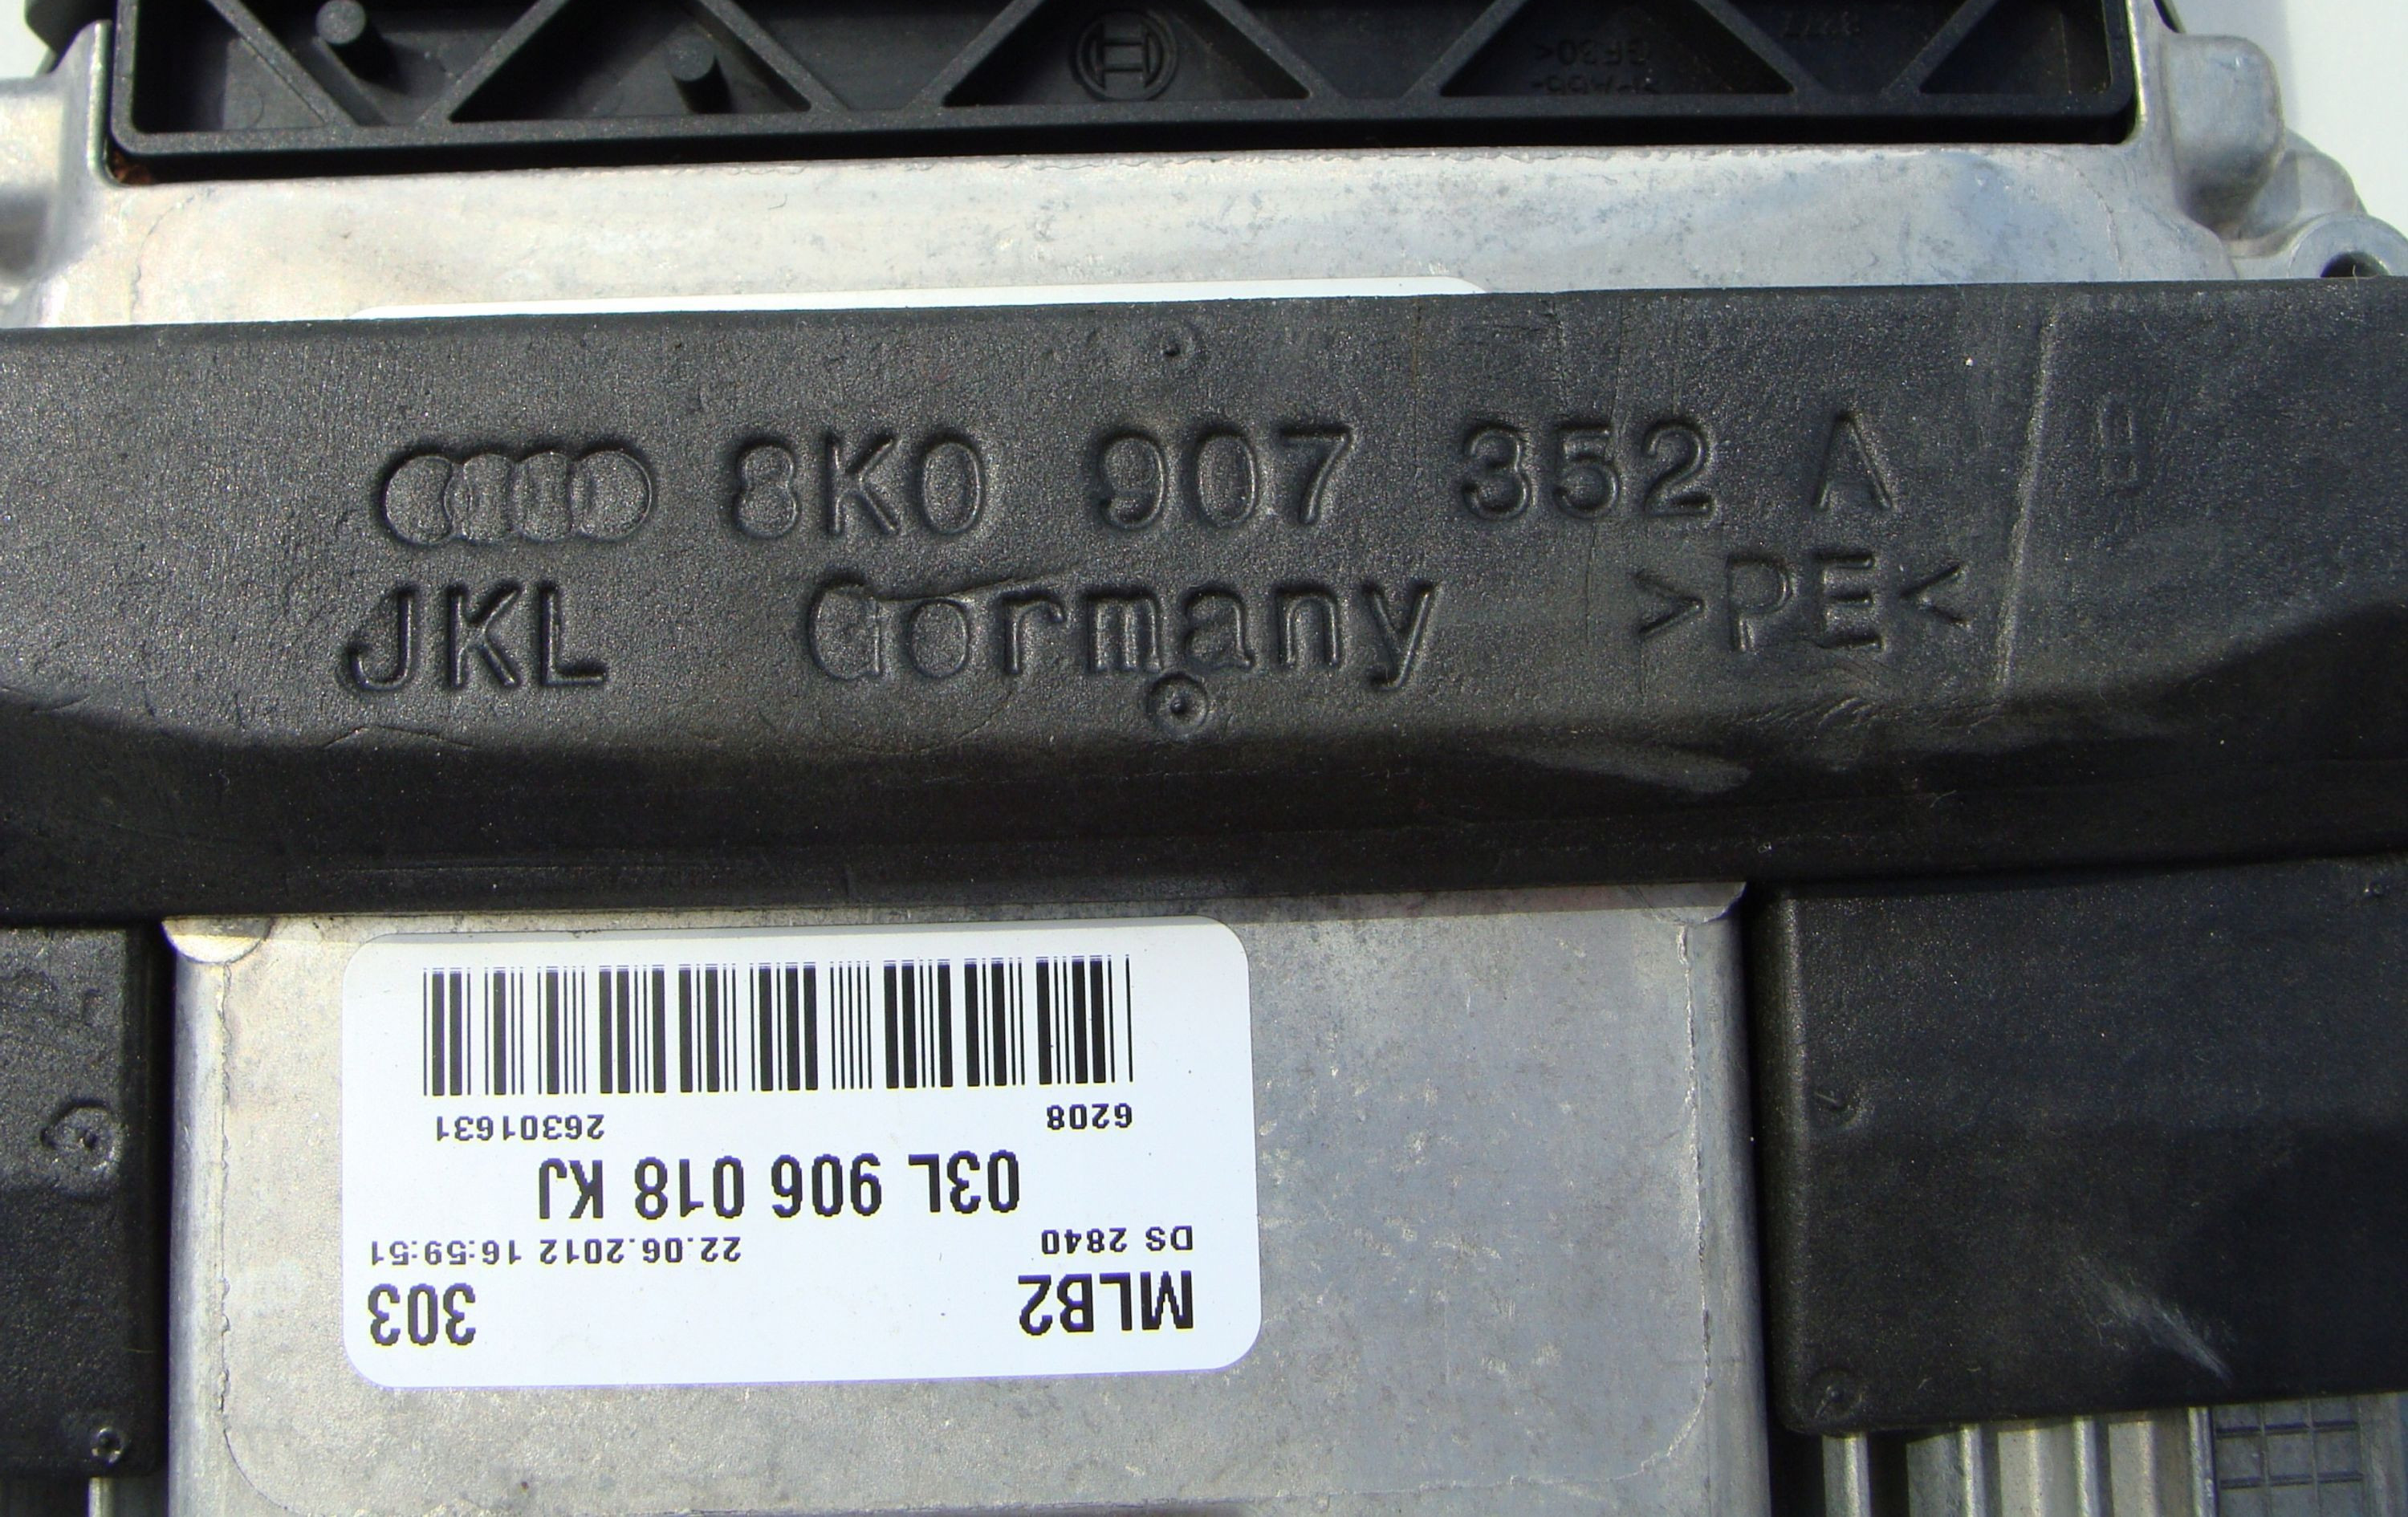 8K0 907 352 A
JKL Germany >PE<
MLB2 303
DS 2840 22.06.2012 16:59:51
03L 906 018 KJ
6208 26301631